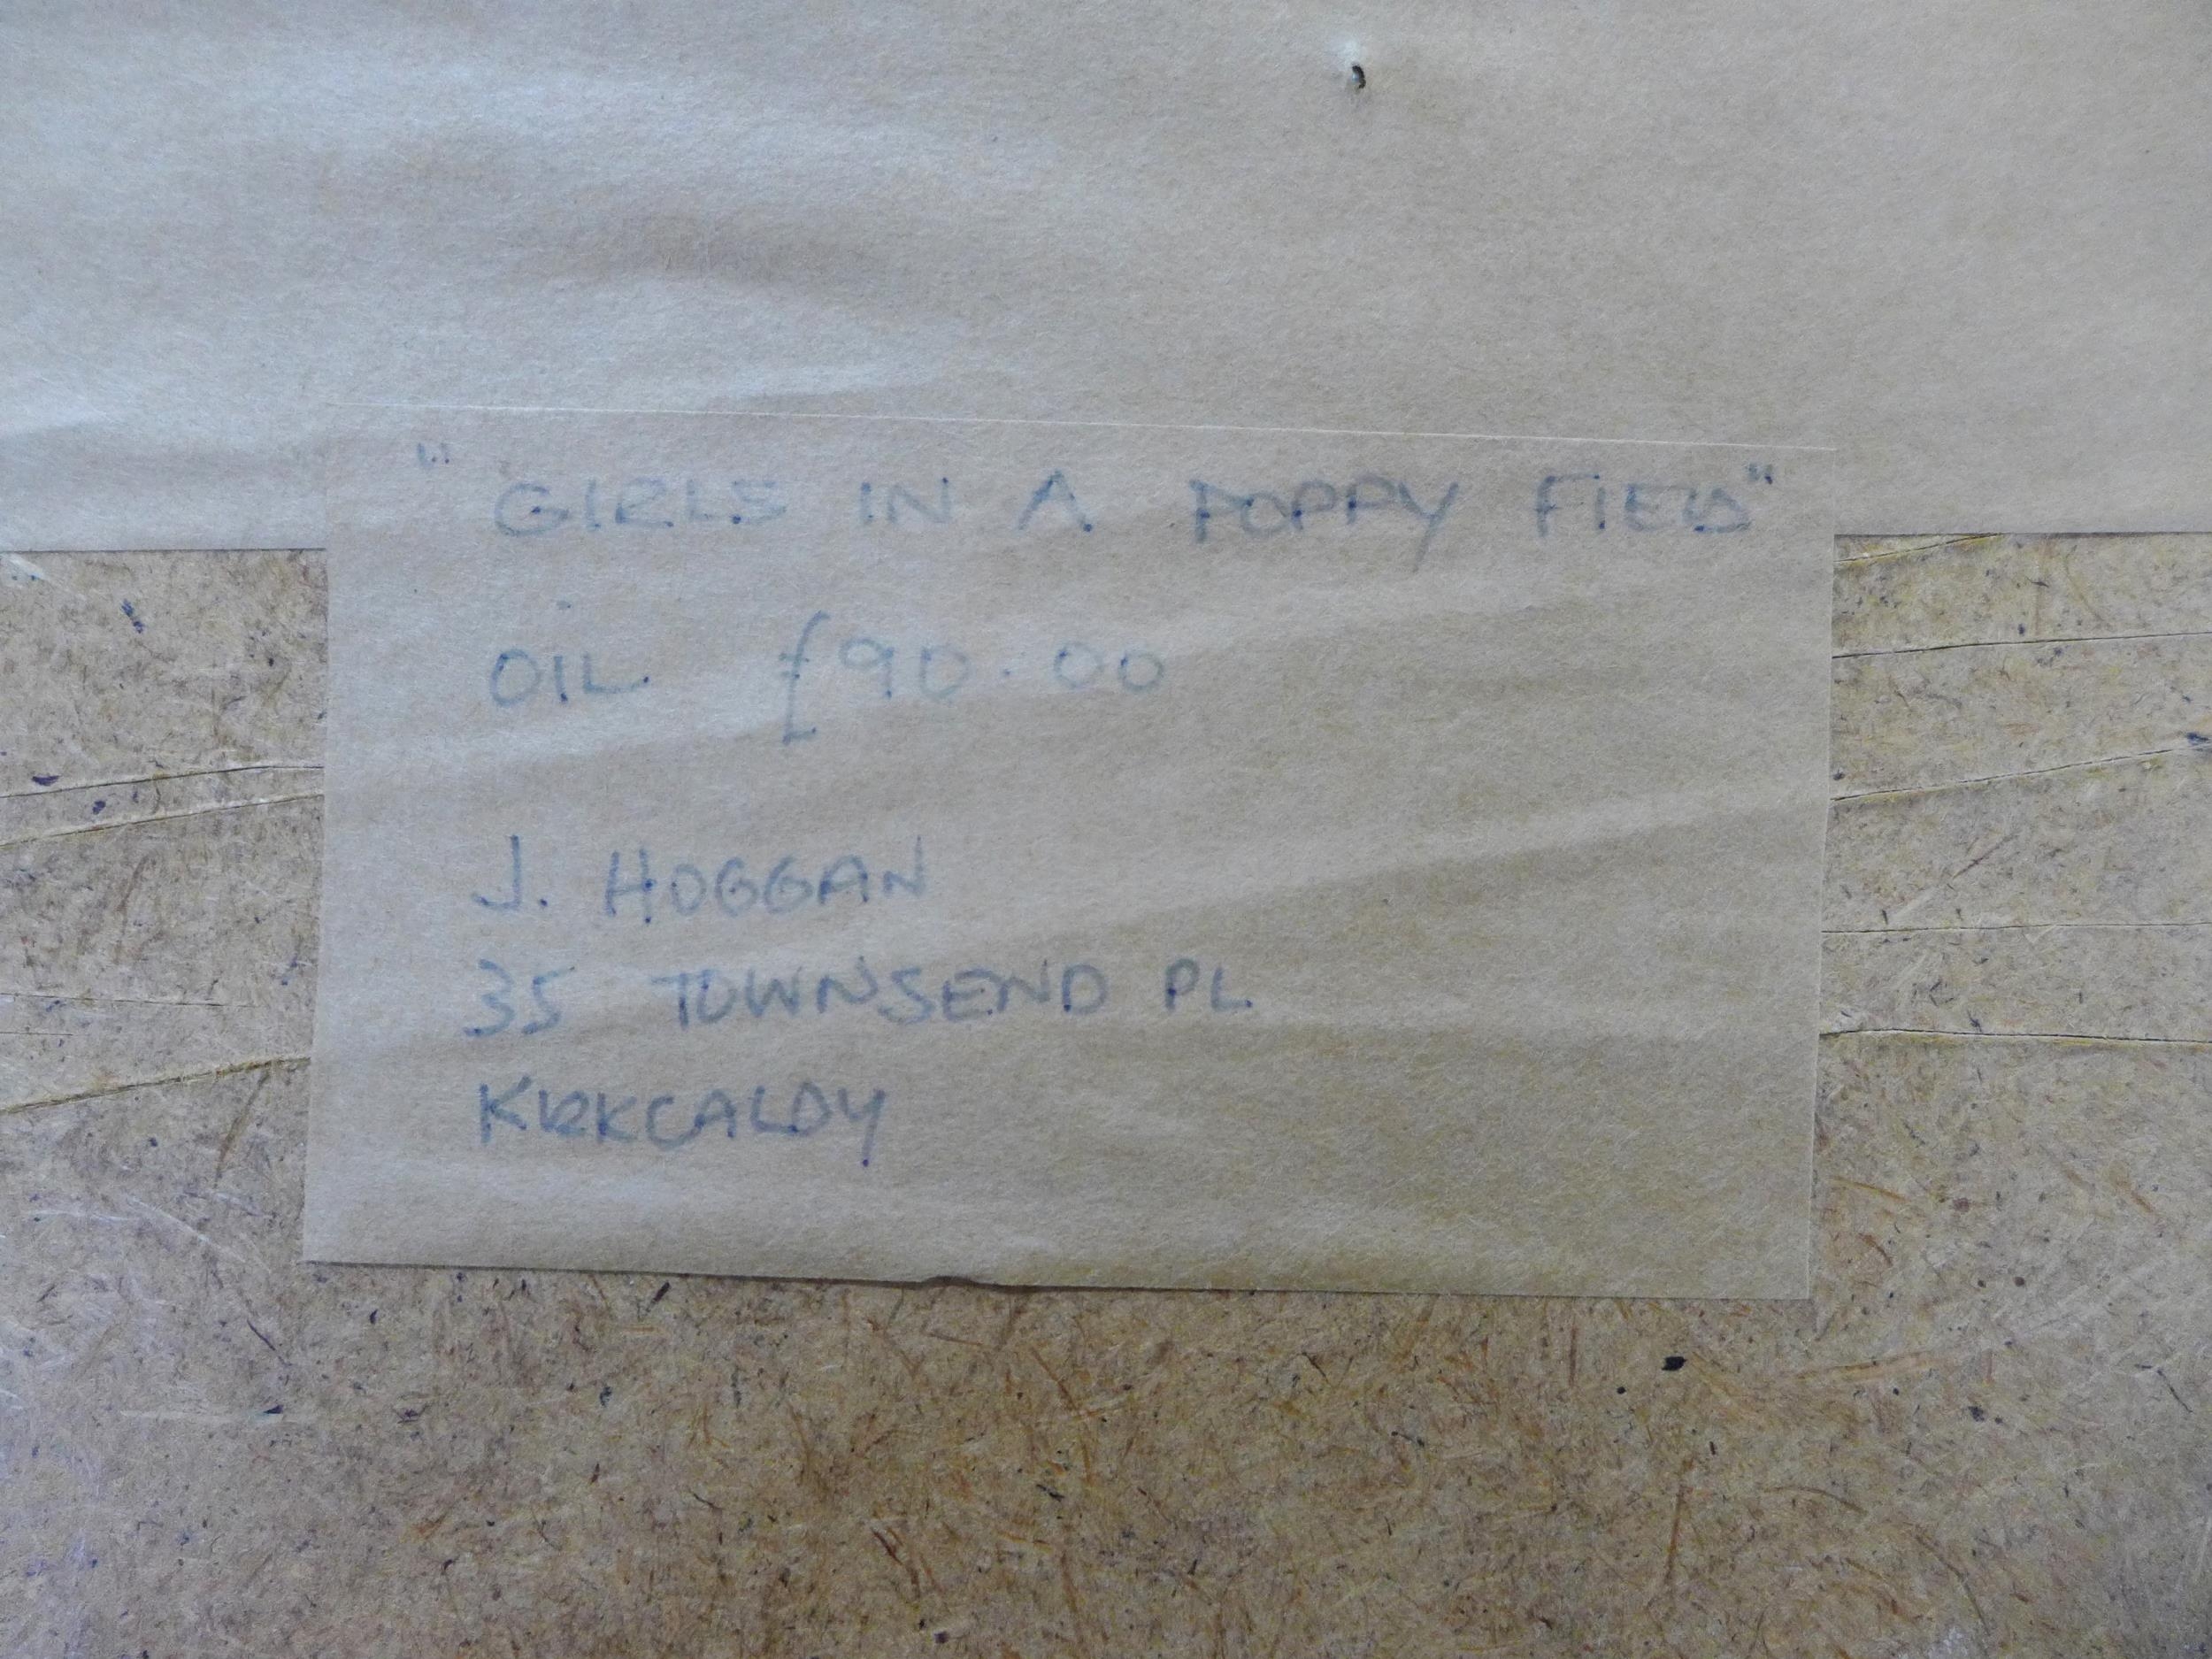 "GIRLS IN A POPPY FIELD"
OIL £90.00
J. HOGGAN
35 TOWNSEND PL
KIRKCALDY